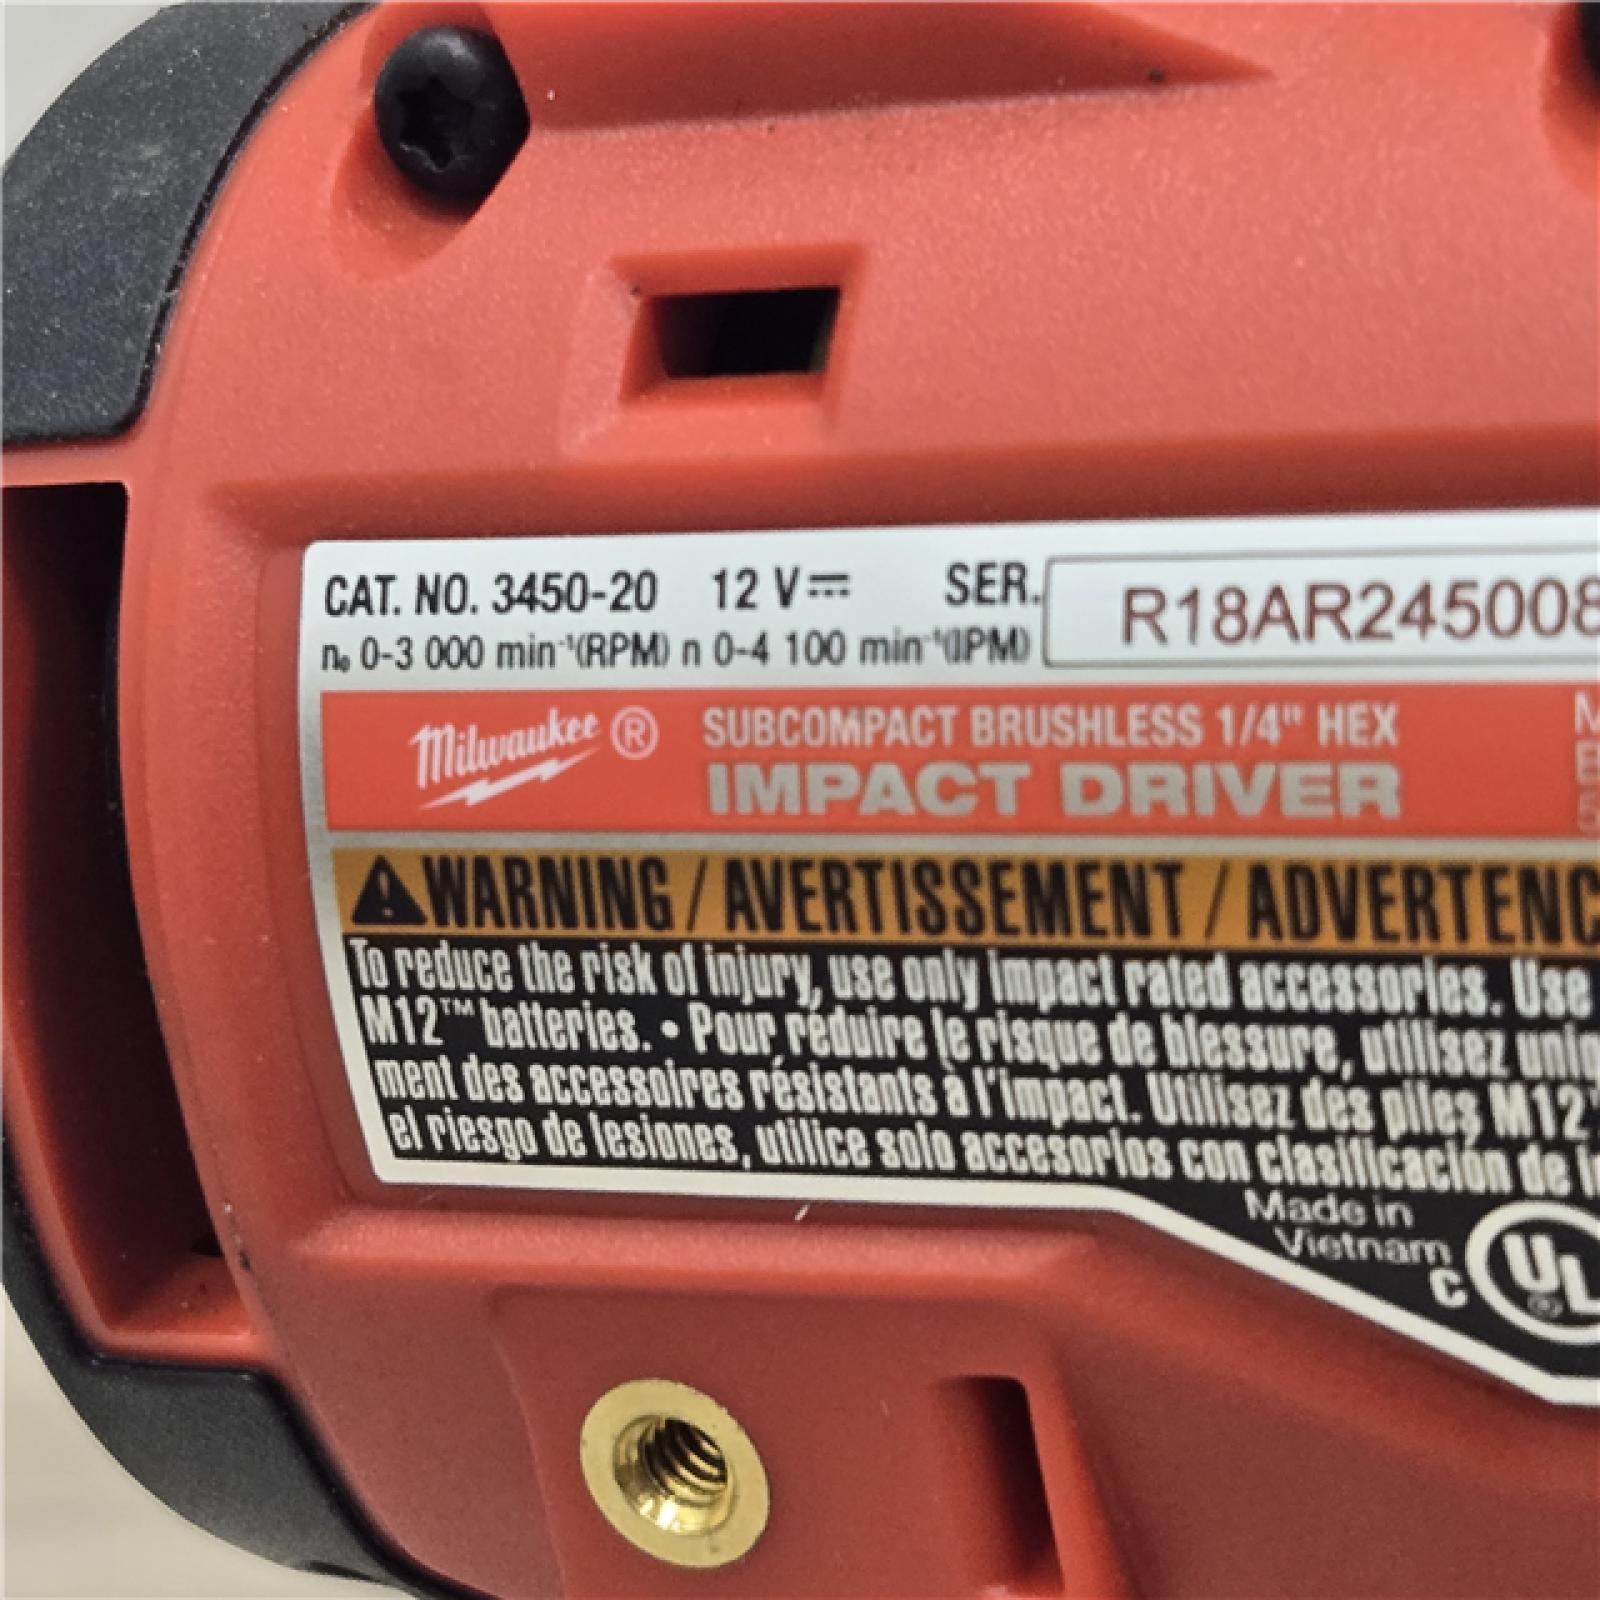 CAT. NO. 3450-20 12 V⎓ SER. R18AR245008
n₀ 0-3 000 min⁻¹(RPM) n 0-4 100 min⁻¹(IPM)
Milwaukee ® SUBCOMPACT BRUSHLESS 1/4" HEX
IMPACT DRIVER
WARNING / AVERTISSEMENT / ADVERTENC
To reduce the risk of injury, use only impact rated accessories. Use
M12™ batteries. • Pour réduire le risque de blessure, utilisez uniq
ment des accessoires résistants à l'impact. Utilisez des piles M12
el riesgo de lesiones, utilice solo accesorios con clasificación de i
Made in
Vietnam
C UL ®